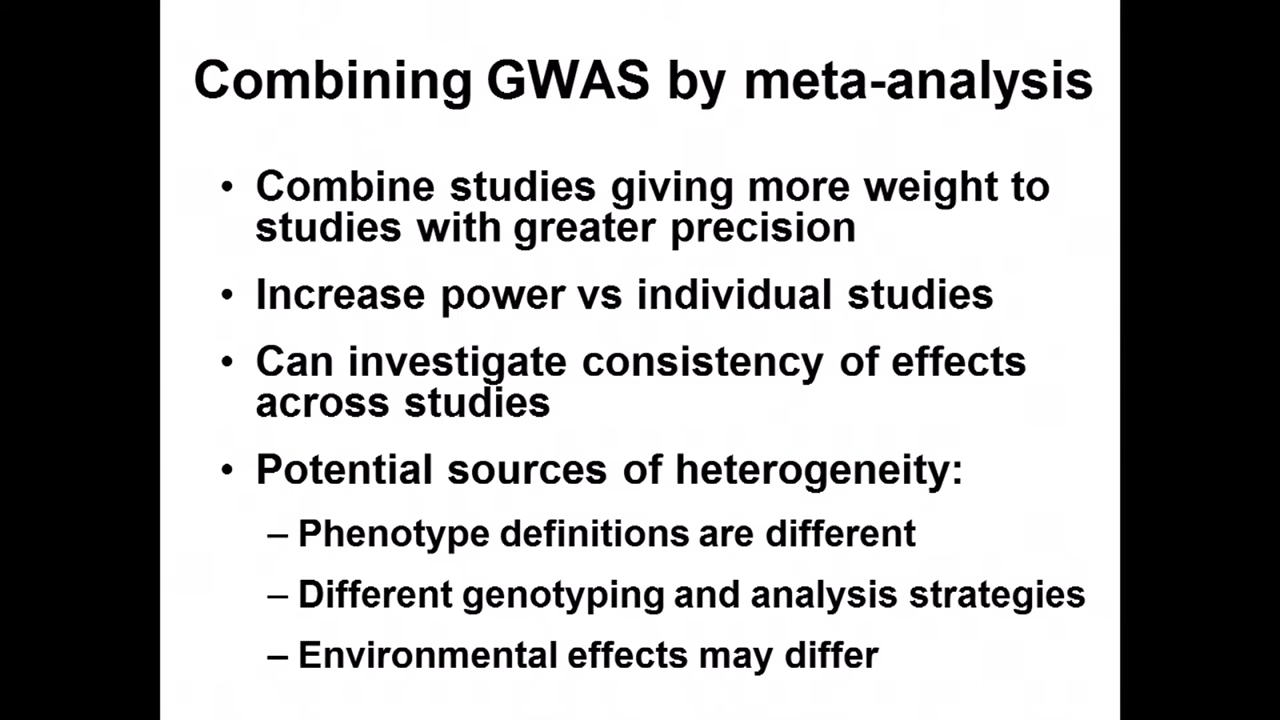 Combining GWAS by meta-analysis
• Combine studies giving more weight to
studies with greater precision
• Increase power vs individual studies
• Can investigate consistency of effects
across studies
• Potential sources of heterogeneity:
– Phenotype definitions are different
– Different genotyping and analysis strategies
– Environmental effects may differ